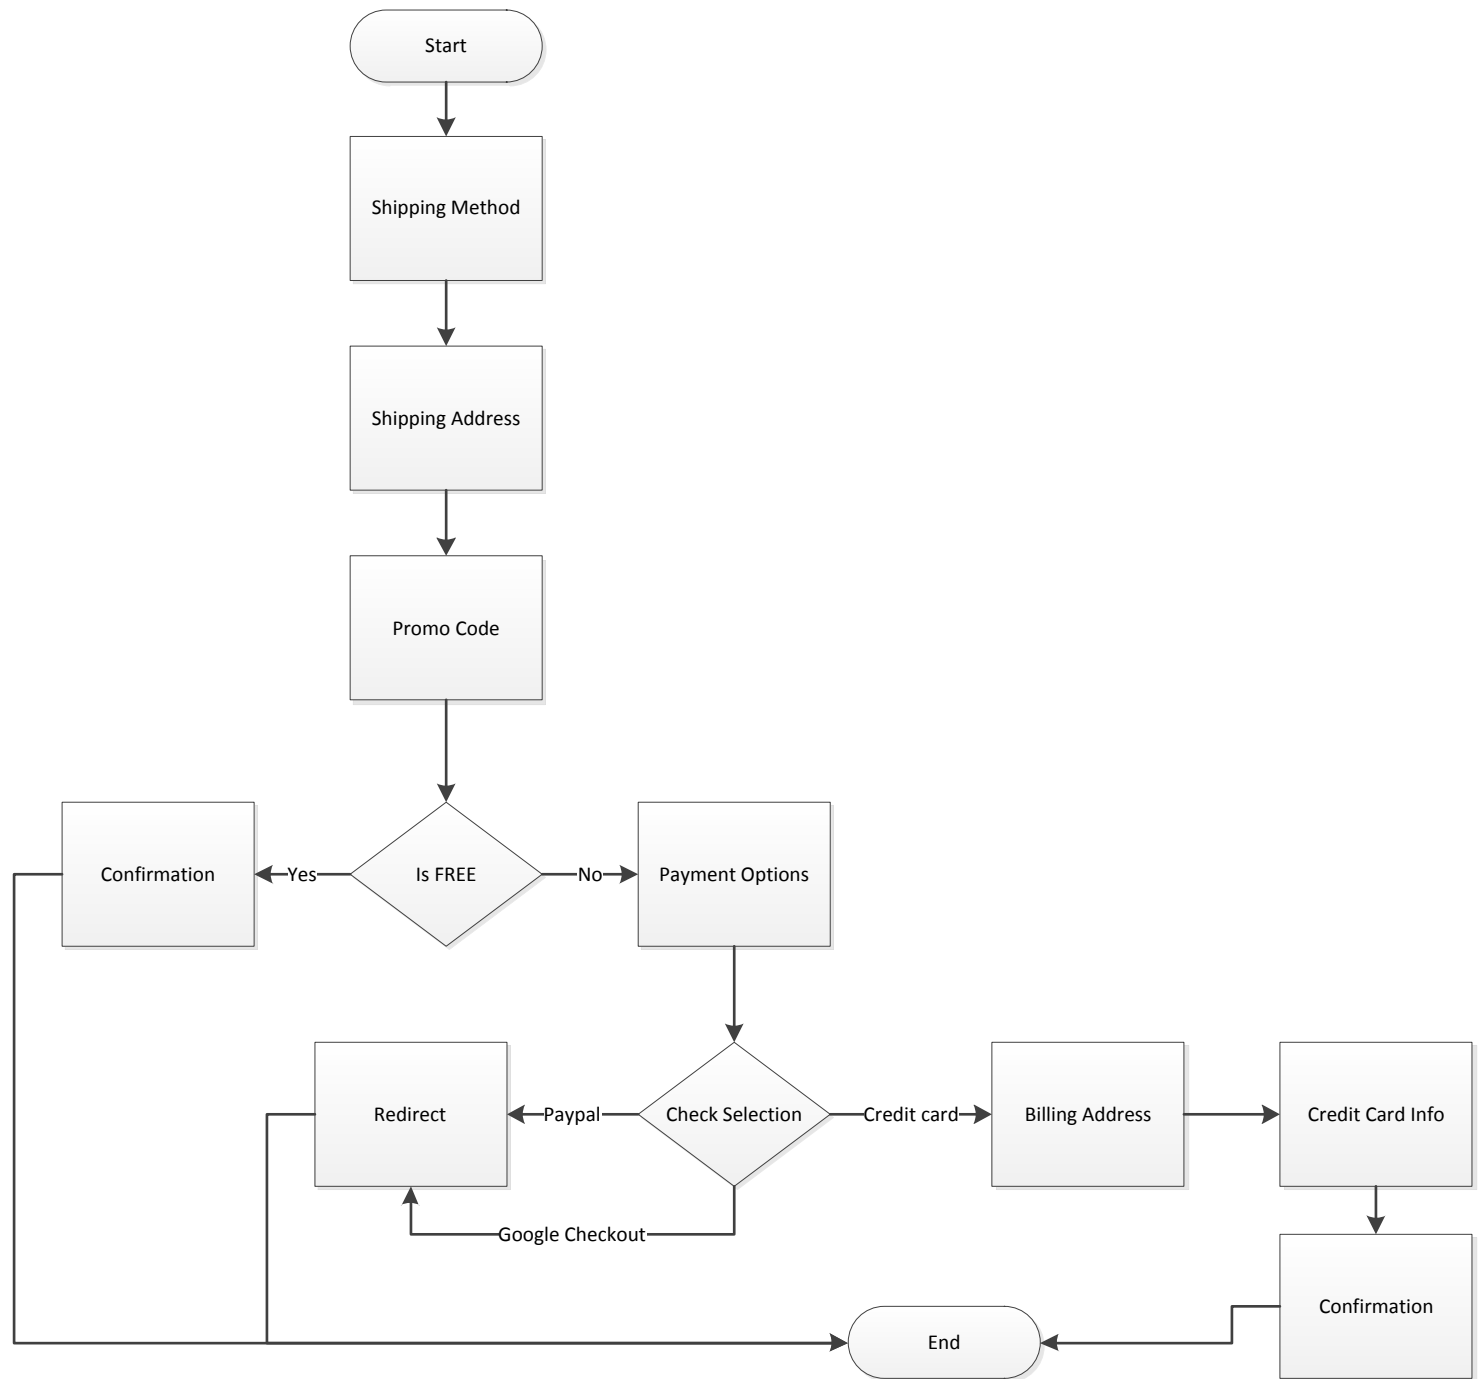 Start
Shipping Method
Shipping Address
Promo Code
Confirmation
Yes
Is FREE
No
Payment Options
Redirect
Paypal
Check Selection
Credit card
Billing Address
Credit Card Info
Google Checkout
Confirmation
End